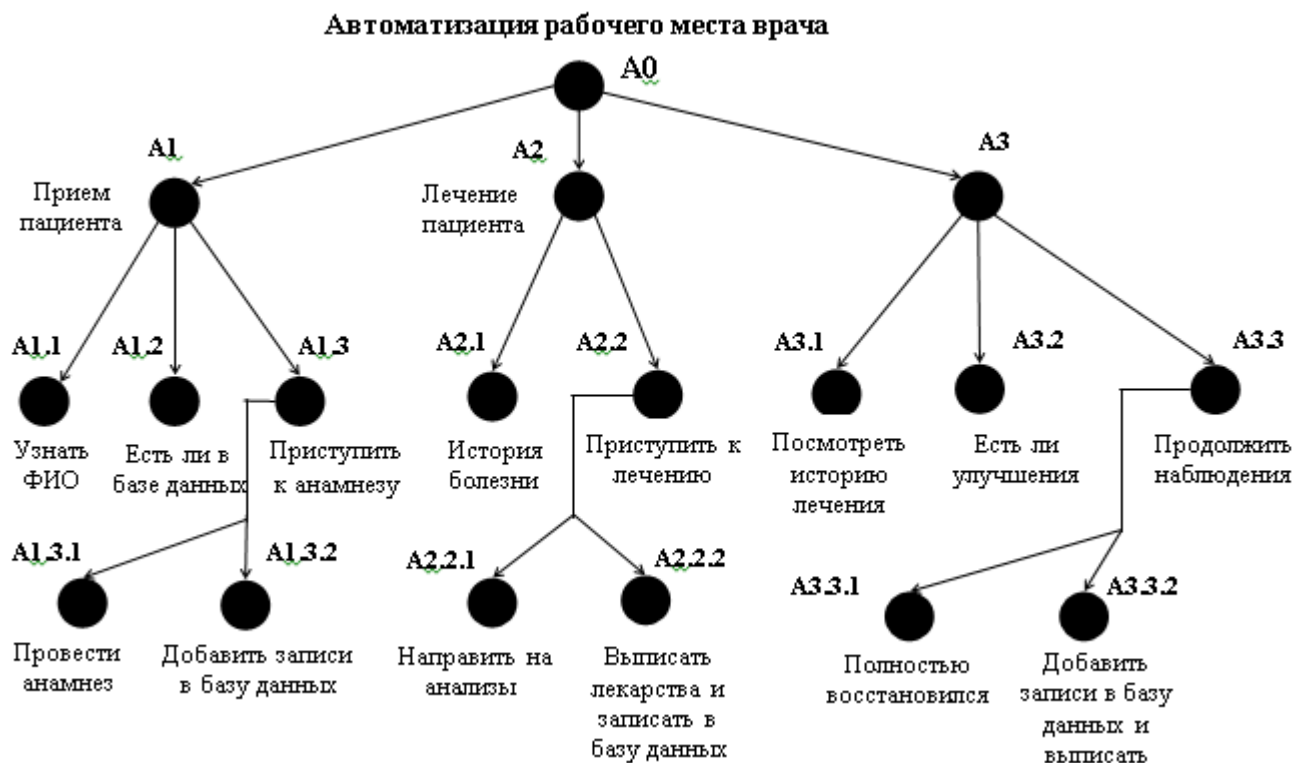 Автоматизация рабочего места врача
А0
А1
Прием
пациента
А2
Лечение
пациента
А3
А1.1
Узнать
ФИО
А1.2
Есть ли в
базе данных
А1.3
Приступить
к анамнезу
А2.1
История
болезни
А2.2
Приступить к
лечению
А3.1
Посмотреть
историю
лечения
А3.2
Есть ли
улучшения
А3.3
Продолжить
наблюдения
А1.3.1
Провести
анамнез
А1.3.2
Добавить записи
в базу данных
А2.2.1
Направить на
анализы
А2.2.2
Выписать
лекарства и
записать в
базу данных
А3.3.1
Полностью
восстановился
А3.3.2
Добавить
записи в базу
данных и
выписать